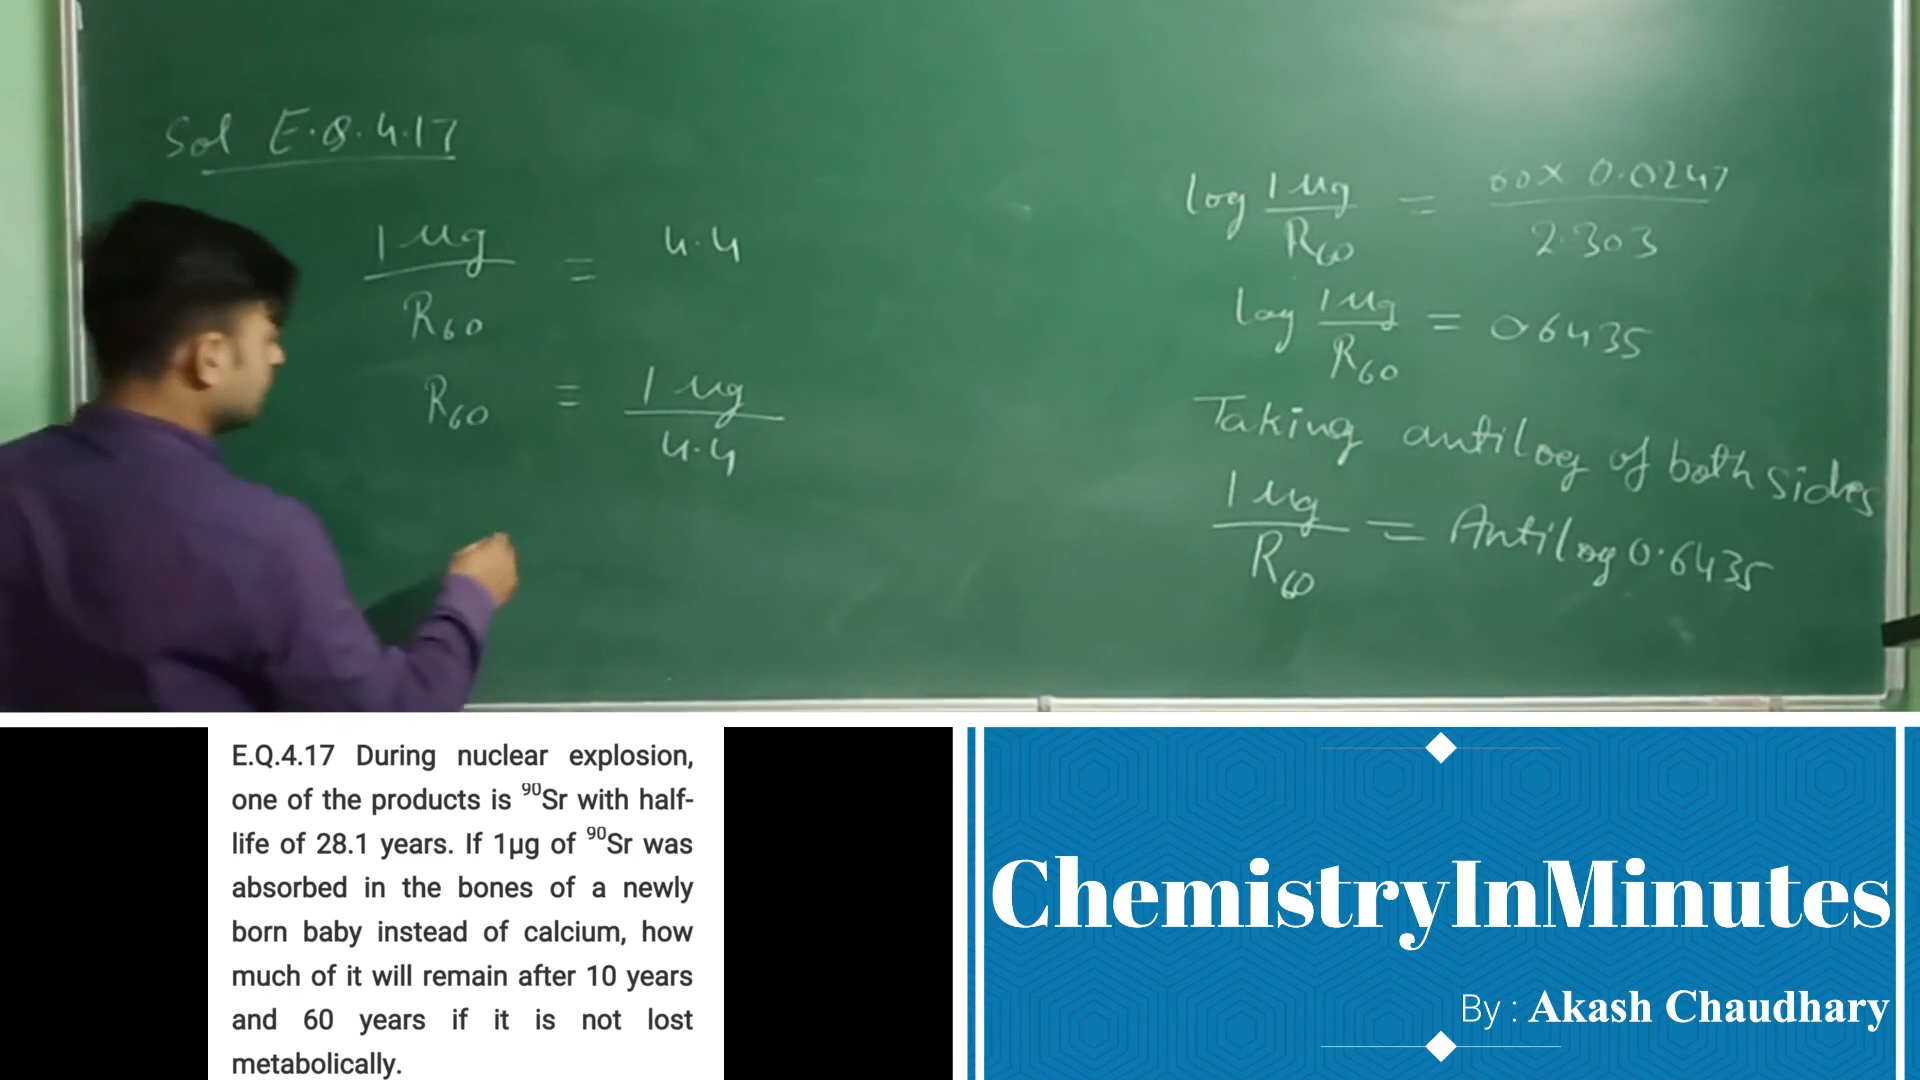 Sol E.Q.4.17
1 μg
R60
= 4.4
R60 = 1 μg
4.4
log 1 μg = 60 x 0.0247
R60 2.303
log 1 μg = 0.6435
R60
Taking antilog of both sides
1 μg = Antilog 0.6435
R60
E.Q.4.17 During nuclear explosion,
one of the products is ⁹⁰Sr with half-
life of 28.1 years. If 1μg of ⁹⁰Sr was
absorbed in the bones of a newly
born baby instead of calcium, how
much of it will remain after 10 years
and 60 years if it is not lost
metabolically.
ChemistryInMinutes
By : Akash Chaudhary